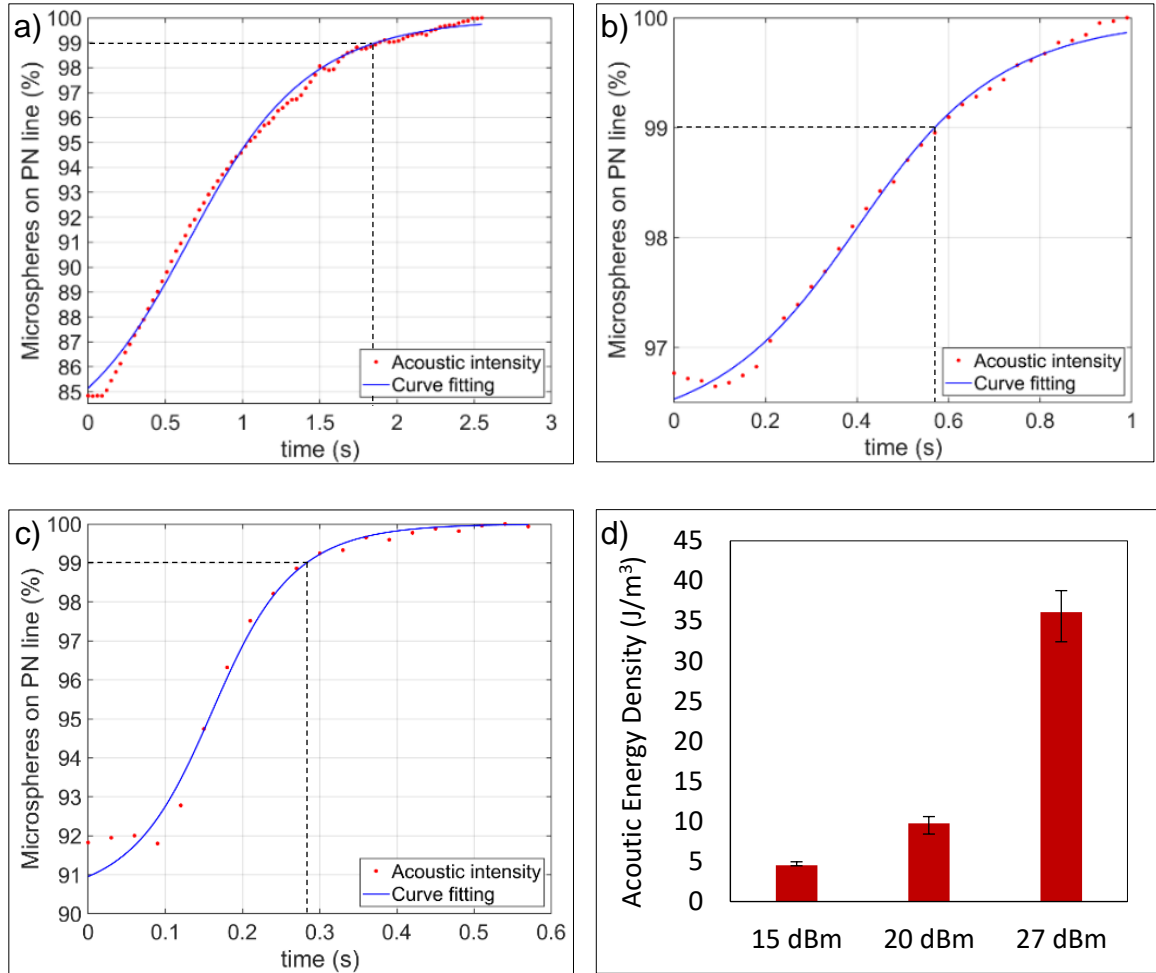 a)
Microspheres on PN line (%)
100
99
98
97
96
95
94
93
92
91
90
89
88
87
86
85
0 0.5 1 1.5 2 2.5 3
time (s)
Acoustic intensity
Curve fitting
b)
Microspheres on PN line (%)
100
99
98
97
0 0.2 0.4 0.6 0.8 1
time (s)
Acoustic intensity
Curve fitting
c)
Microspheres on PN line (%)
100
99
98
97
96
95
94
93
92
91
90
0 0.1 0.2 0.3 0.4 0.5 0.6
time (s)
Acoustic intensity
Curve fitting
d)
Acoutic Energy Density (J/m³)
45
40
35
30
25
20
15
10
5
0
15 dBm 20 dBm 27 dBm